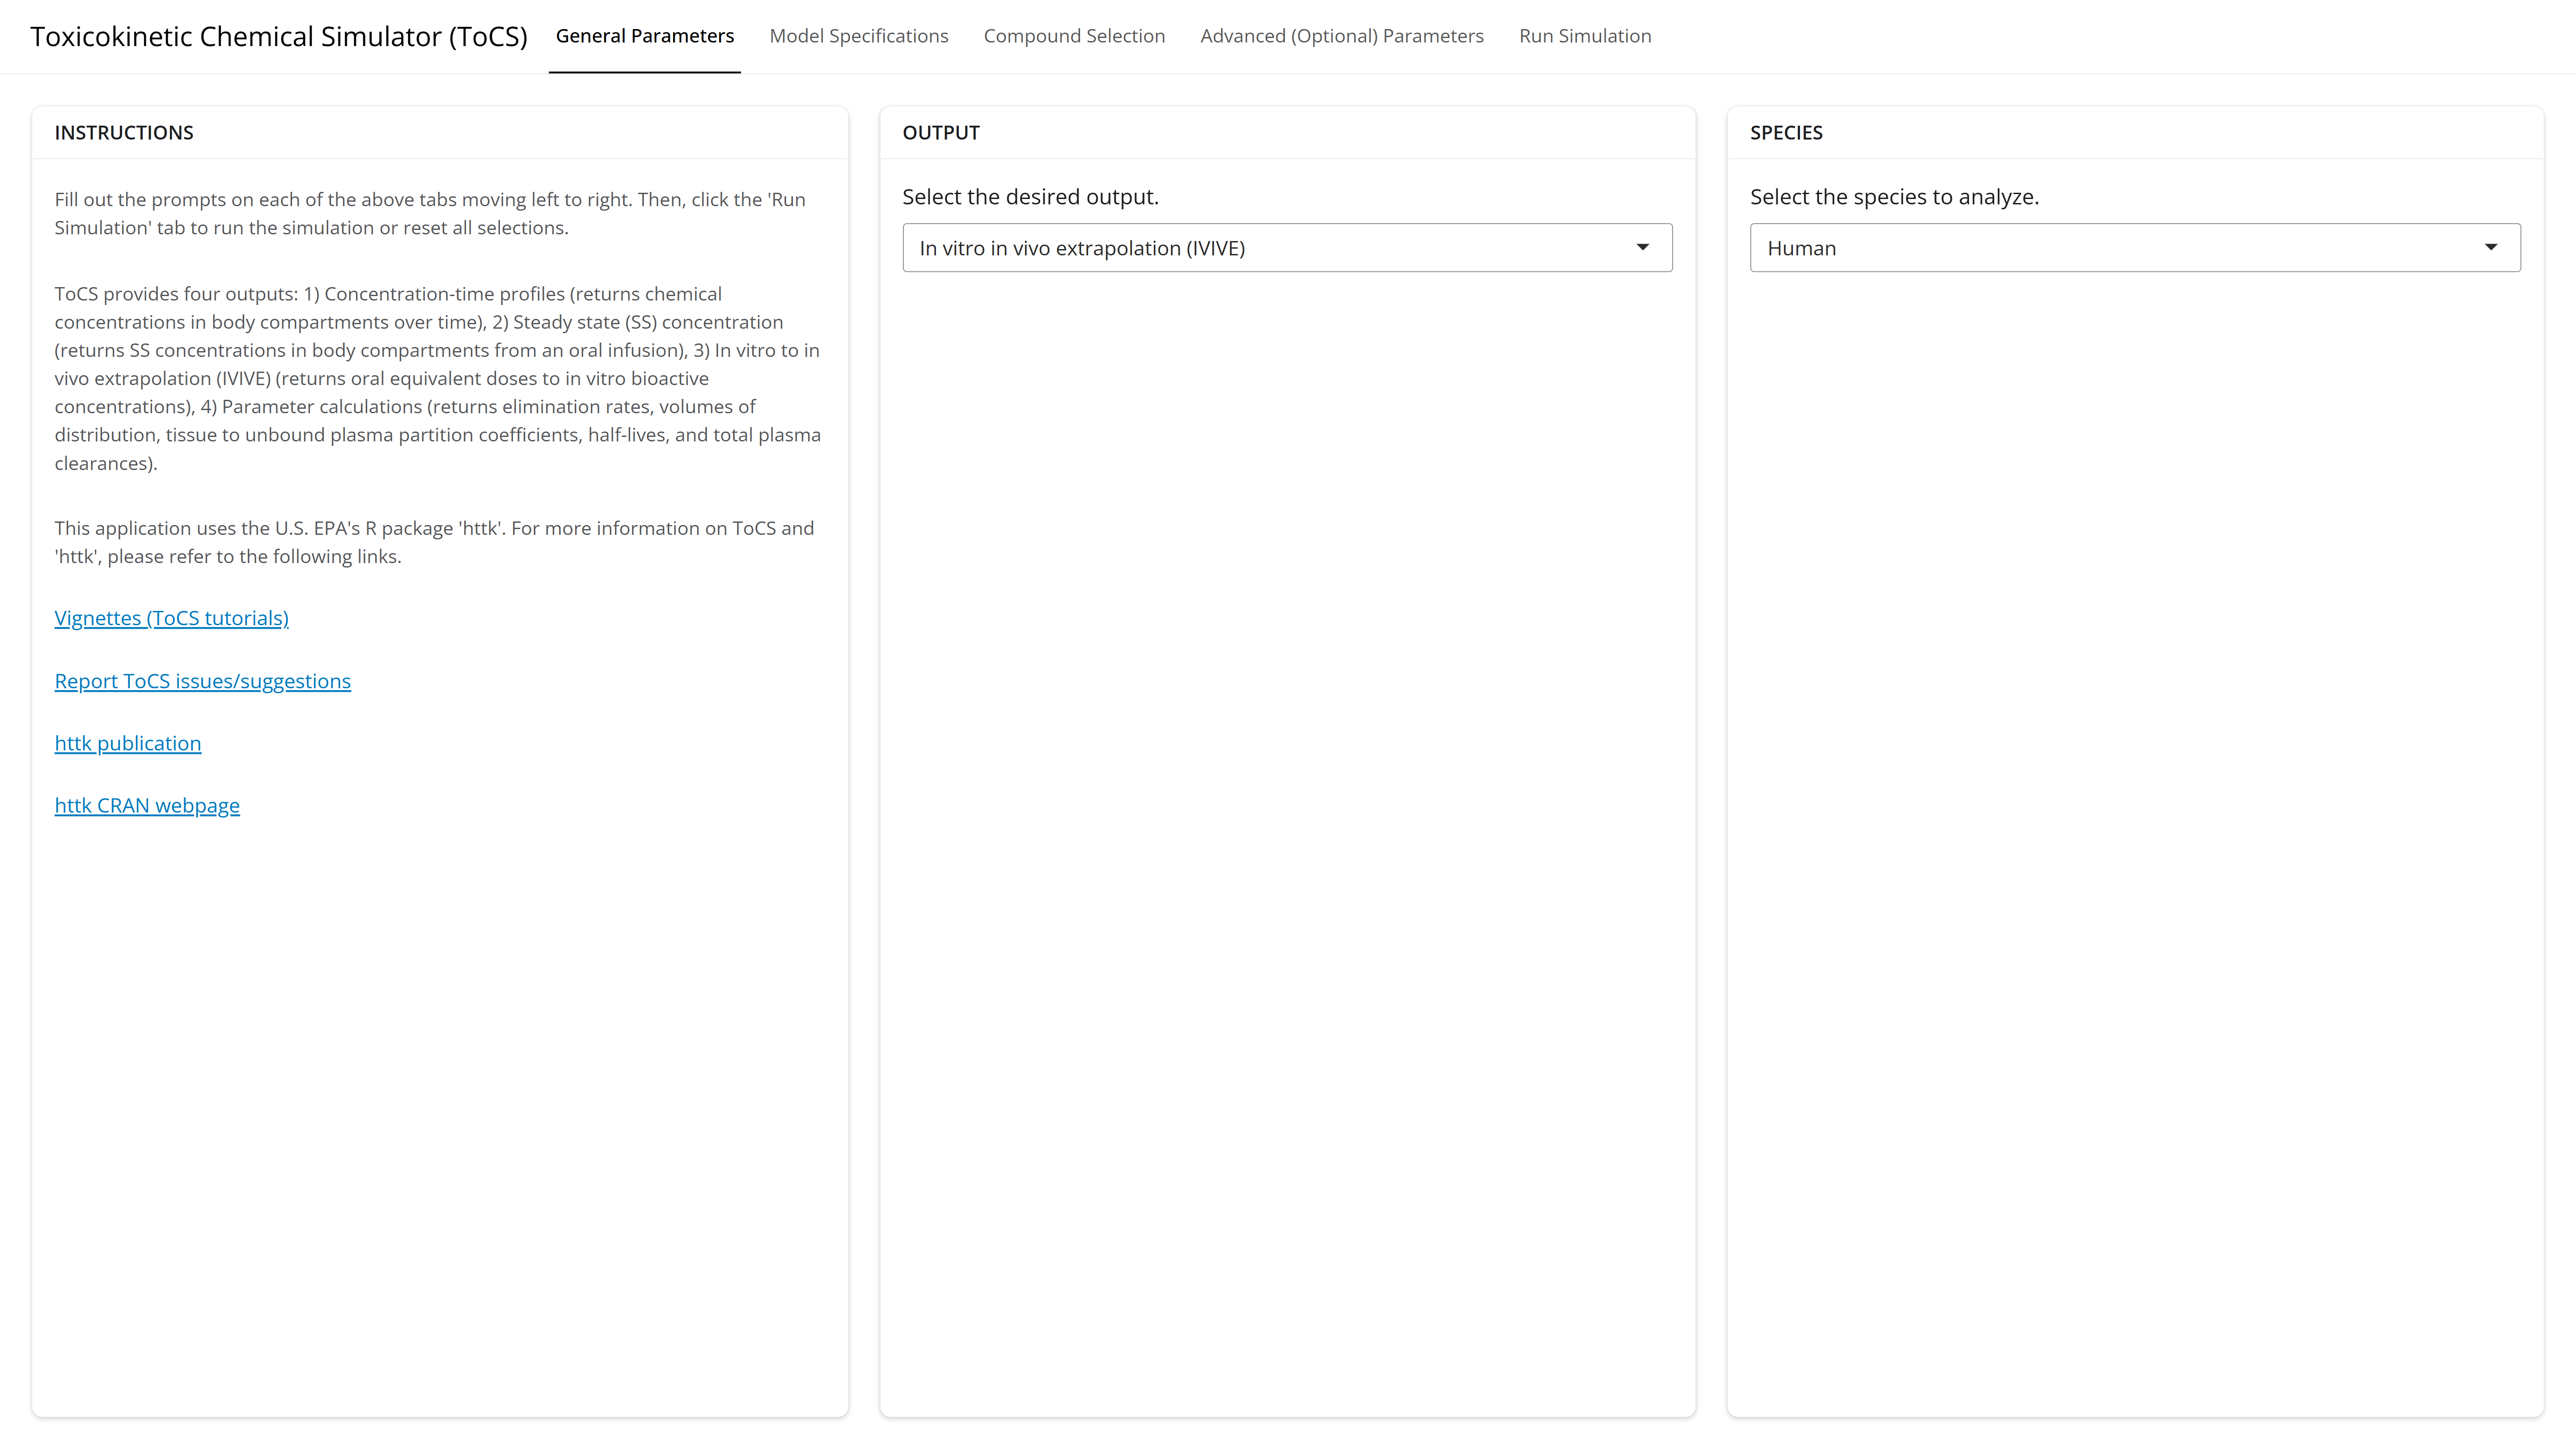 Toxicokinetic Chemical Simulator (ToCS)
General Parameters
Model Specifications
Compound Selection
Advanced (Optional) Parameters
Run Simulation
INSTRUCTIONS
Fill out the prompts on each of the above tabs moving left to right. Then, click the 'Run
Simulation' tab to run the simulation or reset all selections.
ToCS provides four outputs: 1) Concentration-time profiles (returns chemical
concentrations in body compartments over time), 2) Steady state (SS) concentration
(returns SS concentrations in body compartments from an oral infusion), 3) In vitro to in
vivo extrapolation (IVIVE) (returns oral equivalent doses to in vitro bioactive
concentrations), 4) Parameter calculations (returns elimination rates, volumes of
distribution, tissue to unbound plasma partition coefficients, half-lives, and total plasma
clearances).
This application uses the U.S. EPA's R package 'httk'. For more information on ToCS and
'httk', please refer to the following links.
Vignettes (ToCS tutorials)
Report ToCS issues/suggestions
httk publication
httk CRAN webpage
OUTPUT
Select the desired output.
In vitro in vivo extrapolation (IVIVE)
SPECIES
Select the species to analyze.
Human